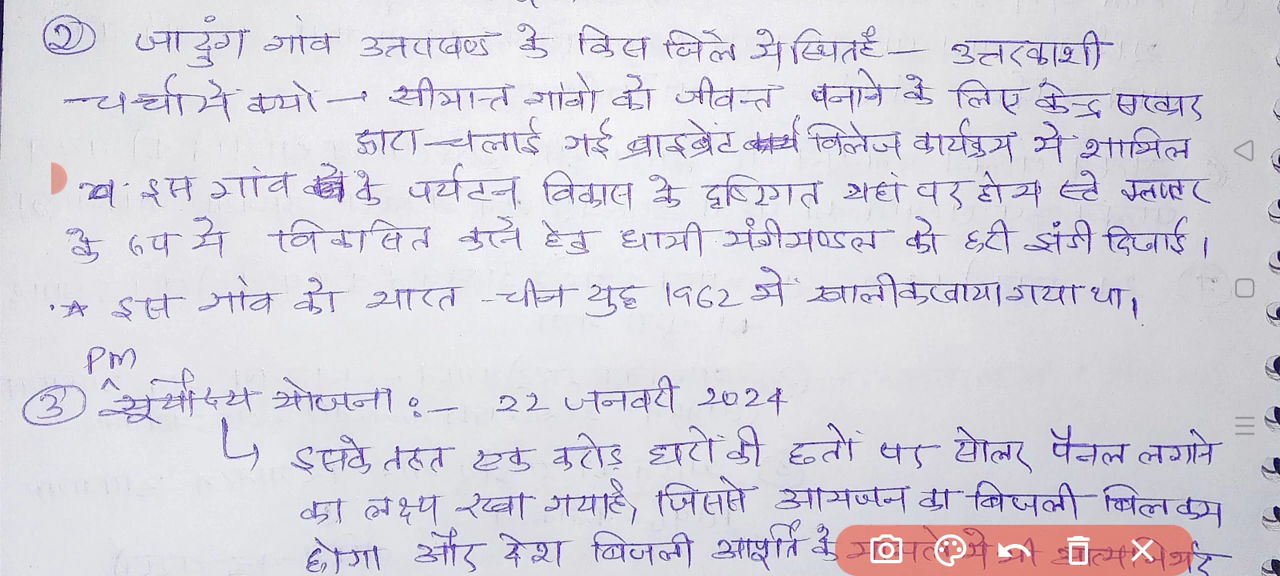 ② जादुंग गांव उत्तराखण्ड के किस जिले मे स्थित है – उत्तरकाशी
– चर्चा मे क्यो → सीमान्त गांवो को जीवन्त बनाने के लिए केन्द्र सरकार
द्वारा चलाई गई वाइब्रेंट विलेज कार्यक्रम मे शामिल
व इस गांव के पर्यटन विकास के दृष्टिगत यहां पर होम स्टे क्लस्टर
के रूप मे विकसित करने हेतु धामी मंत्रीमण्डल को हरी झंडी दिखाई।
·* इस गांव को भारत – चीन युद्ध 1962 मे खाली करवाया गया था।
PM
③ ^ सूर्योदय योजना :– 22 जनवरी 2024
↳ इसके तहत एक करोड़ घरों की छतों पर सोलर पैनल लगाने
का लक्ष्य रखा गया है, जिससे आमजन का बिजली बिल कम
होगा और देश बिजली आपूर्ति के